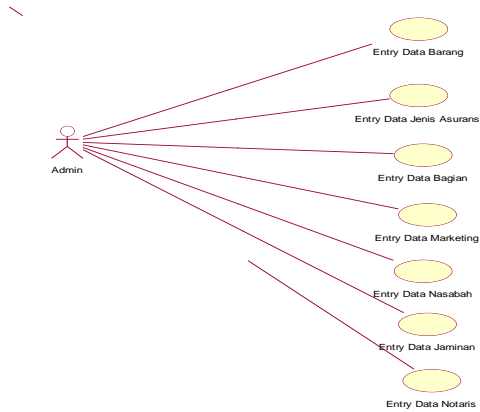 Entry Data Barang
Entry Data Jenis Asurans
Admin
Entry Data Bagian
Entry Data Marketing
Entry Data Nasabah
Entry Data Jaminan
Entry Data Notaris